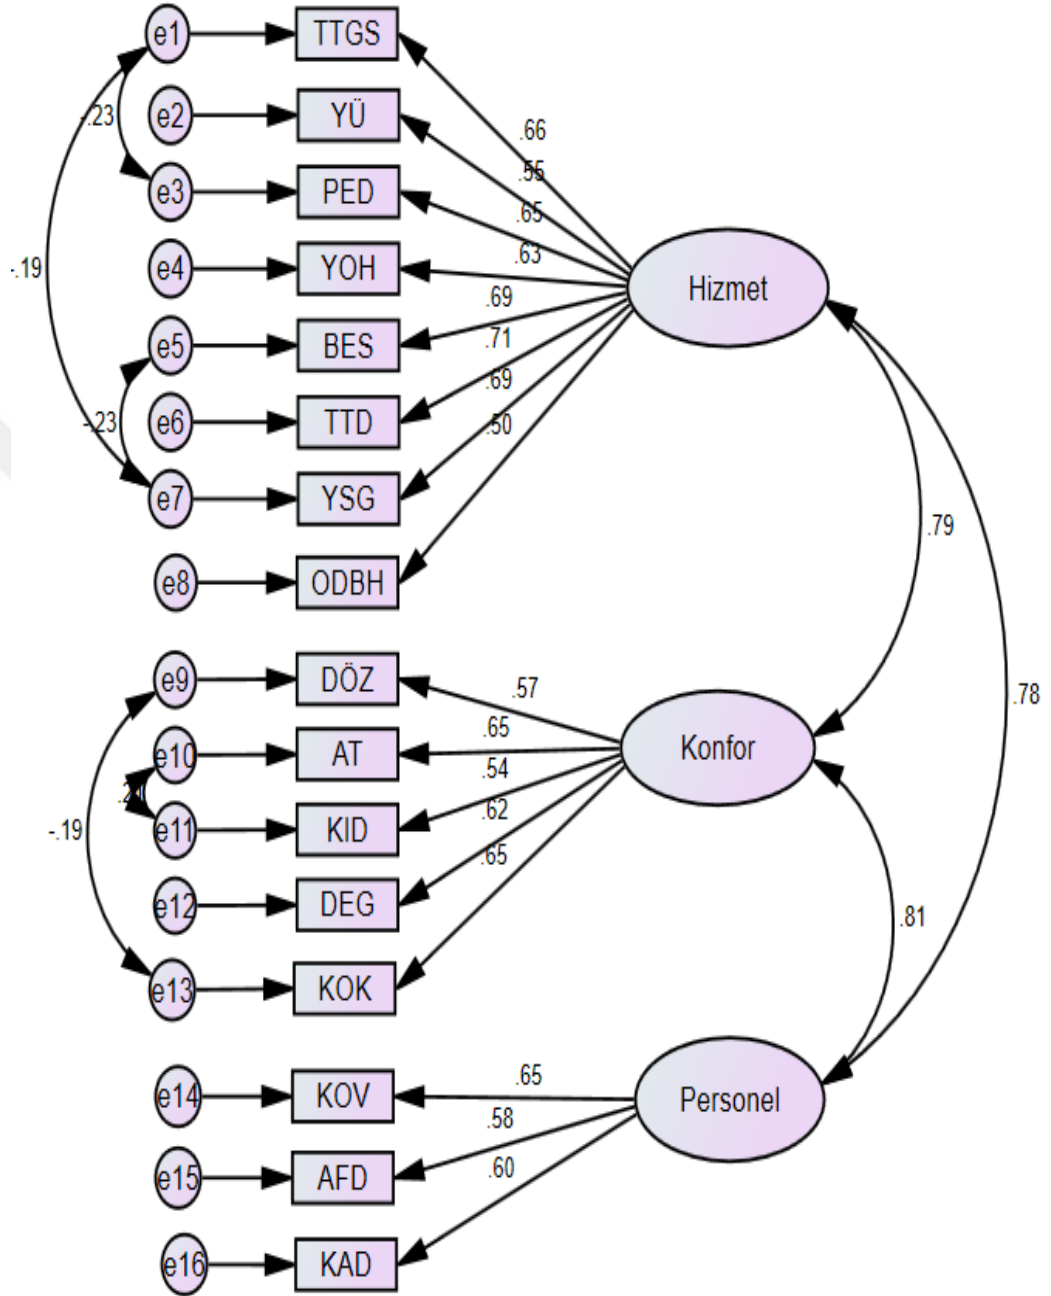 e1 TTGS
e2 YÜ
-.23
.66
e3 PED
.55
.65
e4 YOH
.63
-.19
Hizmet
e5 BES
.69
.71
e6 TTD
.69
-.23
.50
e7 YSG
.79
e8 ODBH
e9 DÖZ
.57
.78
e10 AT
.65
Konfor
.54
e11 KID
.62
-.19
.65
e12 DEG
.81
e13 KOK
e14 KOV
.65
Personel
.58
e15 AFD
.60
e16 KAD